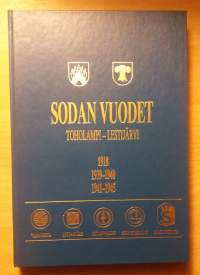 SODAN VUODET
TOHOLAMPI – LESTIJÄRVI
1918
1939-1940
1941-1945